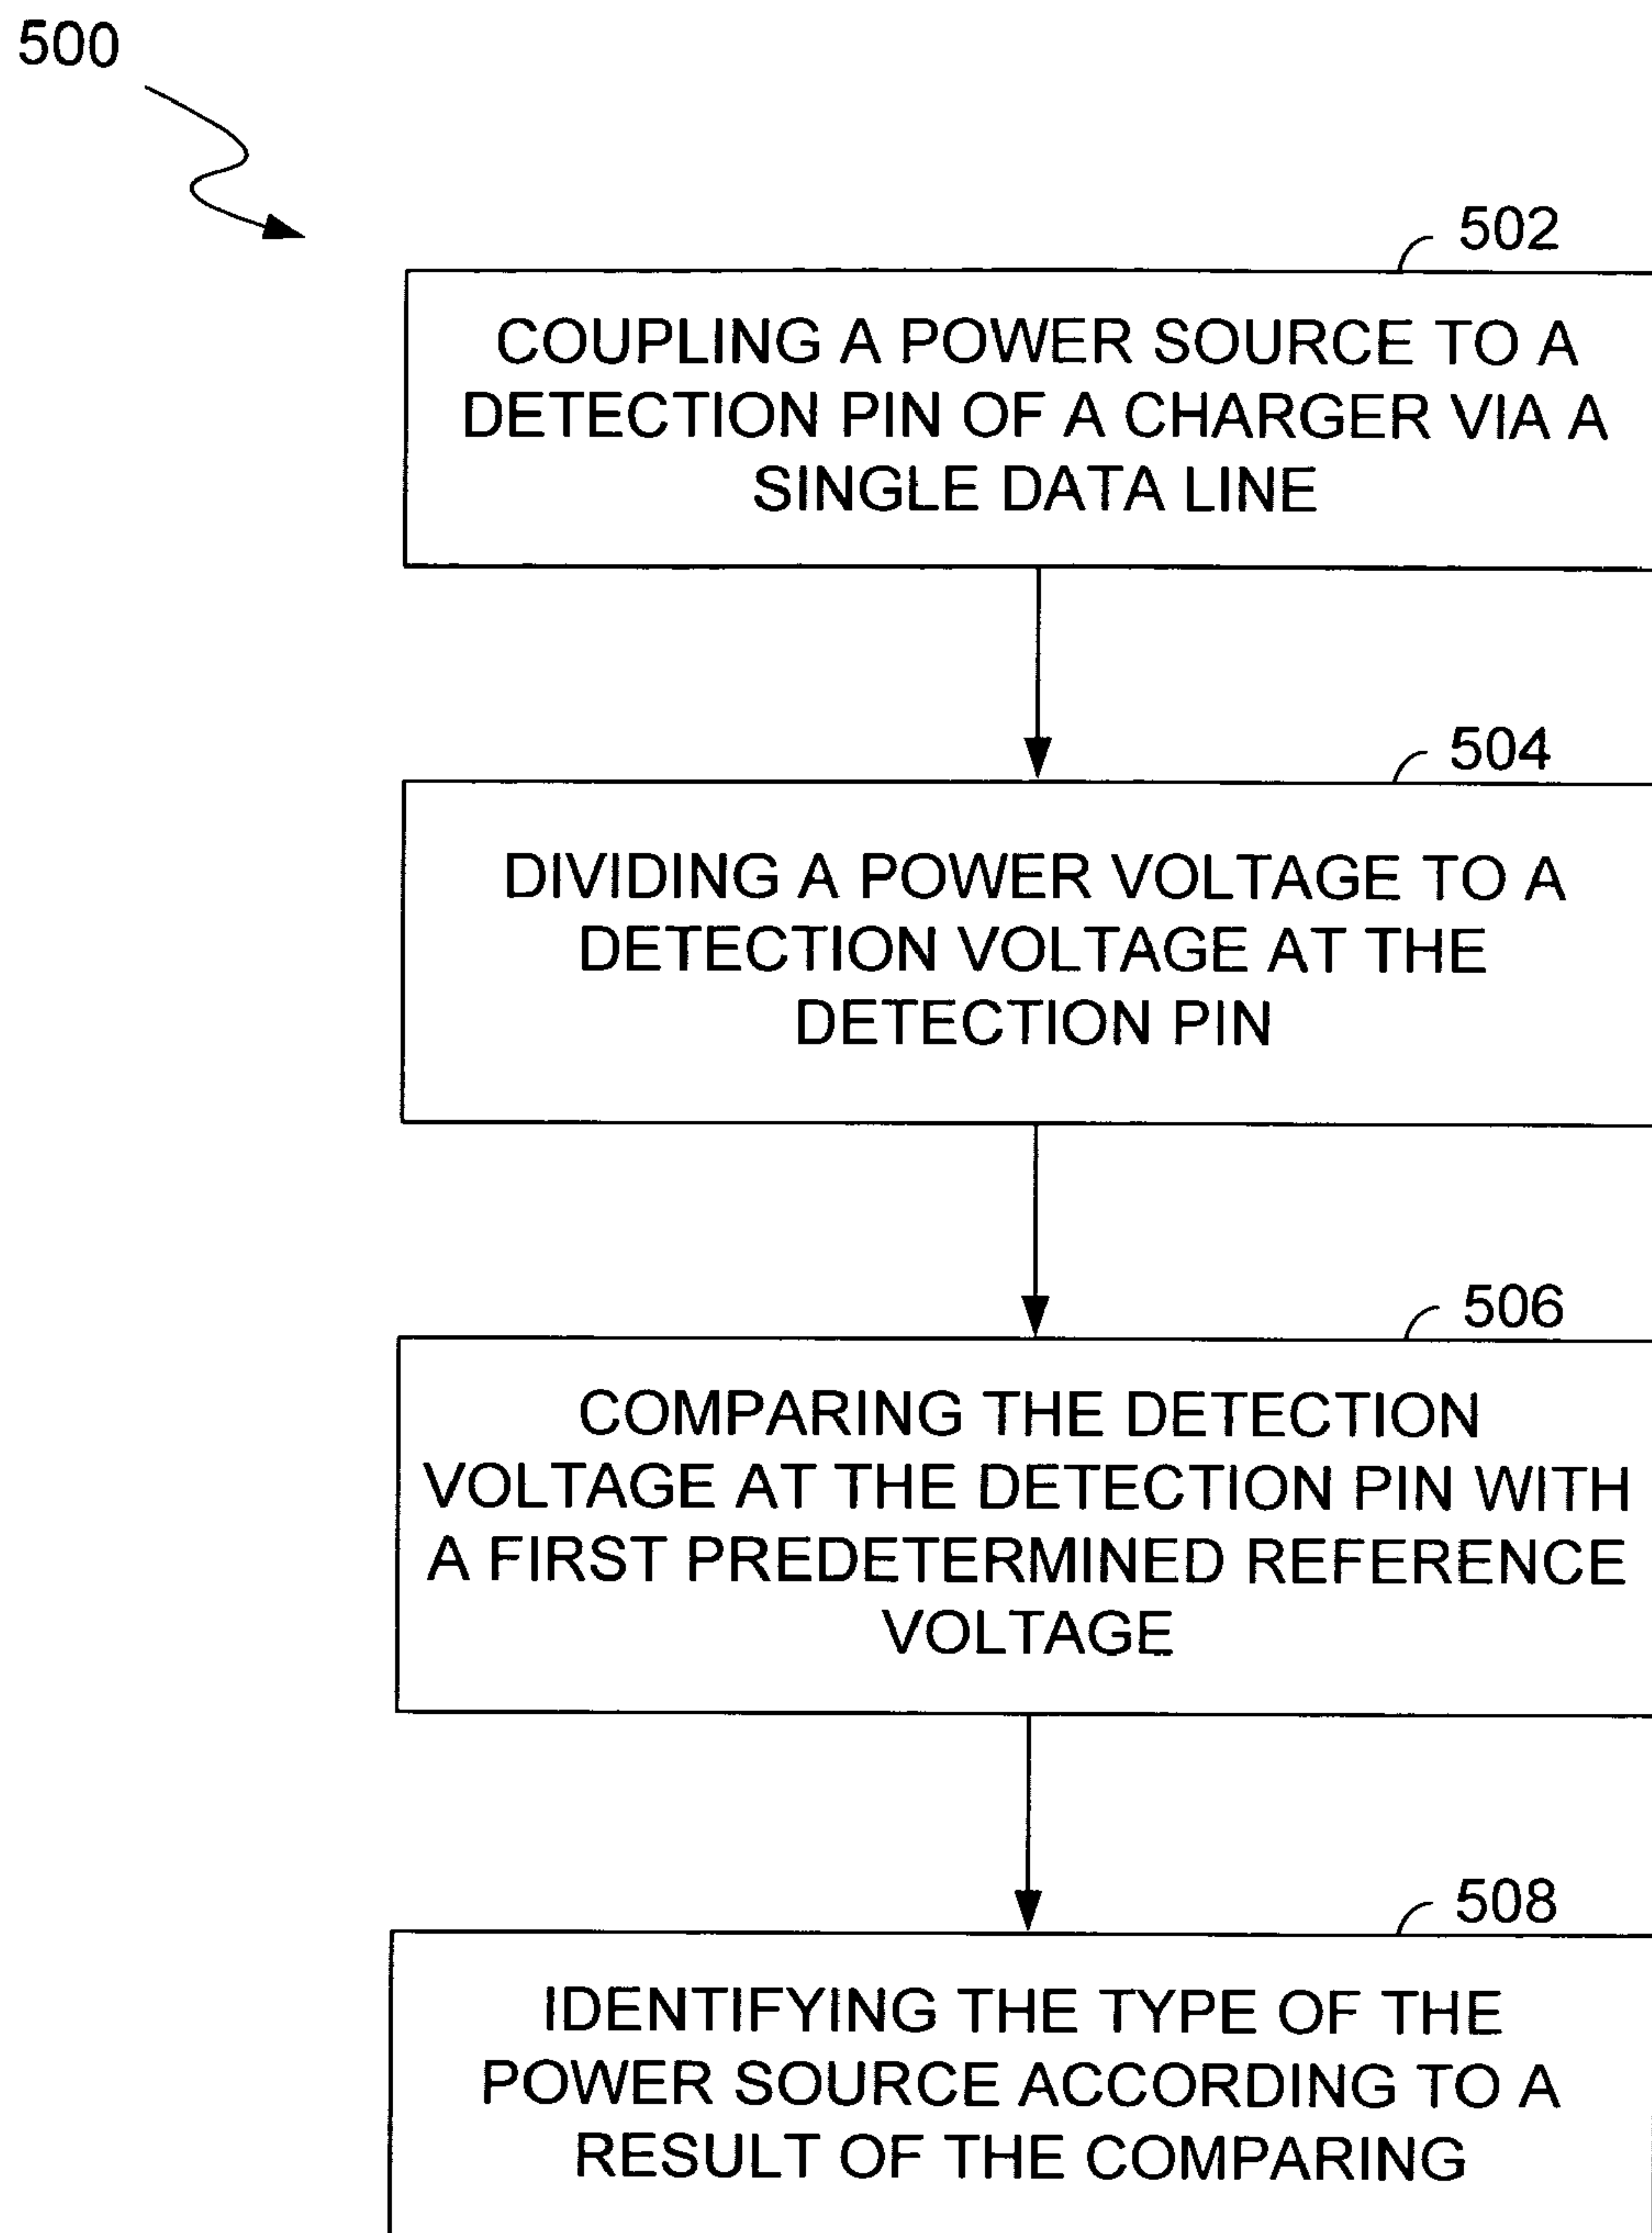 500
502
COUPLING A POWER SOURCE TO A
DETECTION PIN OF A CHARGER VIA A
SINGLE DATA LINE
504
DIVIDING A POWER VOLTAGE TO A
DETECTION VOLTAGE AT THE
DETECTION PIN
506
COMPARING THE DETECTION
VOLTAGE AT THE DETECTION PIN WITH
A FIRST PREDETERMINED REFERENCE
VOLTAGE
508
IDENTIFYING THE TYPE OF THE
POWER SOURCE ACCORDING TO A
RESULT OF THE COMPARING